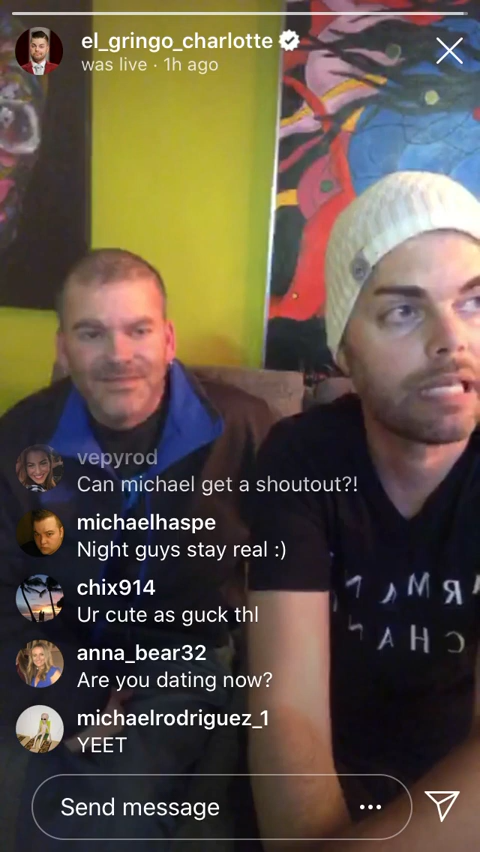 el_gringo_charlotte
was live · 1h ago
vepyrod
Can michael get a shoutout?!
michaelhaspe
Night guys stay real :)
chix914
Ur cute as guck thl
anna_bear32
Are you dating now?
michaelrodriguez_1
YEET
Send message